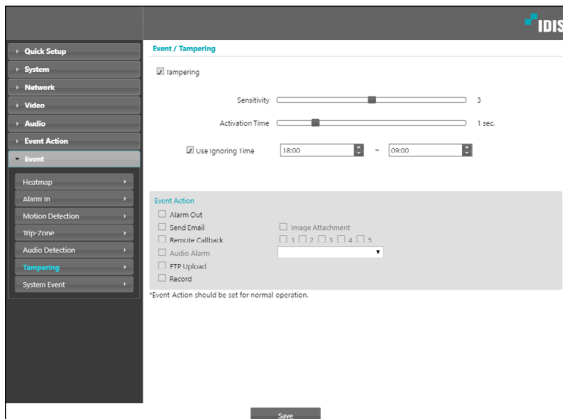 IDIS
Quick Setup
System
Network
Video
Audio
Event Action
Event
Heatmap
Alarm In
Motion Detection
Trip-Zone
Audio Detection
Tampering
System Event
Event / Tampering
Tampering
Sensitivity 3
Activation Time 1 sec.
Use Ignoring Time 18:00 ~ 09:00
Event Action
Alarm Out
Send Email Image Attachment
Remote Callback 1 2 3 4 5
Audio Alarm
FTP Upload
Record
*Event Action should be set for normal operation.
Save